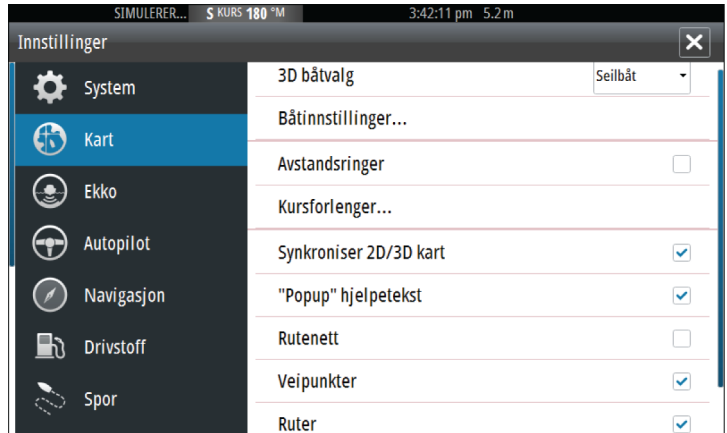 SIMULERER... S KURS 180 °M 3:42:11 pm 5.2 m
Innstillinger
System
Kart
Ekko
Autopilot
Navigasjon
Drivstoff
Spor
3D båtvalg Seilbåt
Båtinnstillinger...
Avstandsringer
Kursforlenger...
Synkroniser 2D/3D kart
"Popup" hjelpetekst
Rutenett
Veipunkter
Ruter